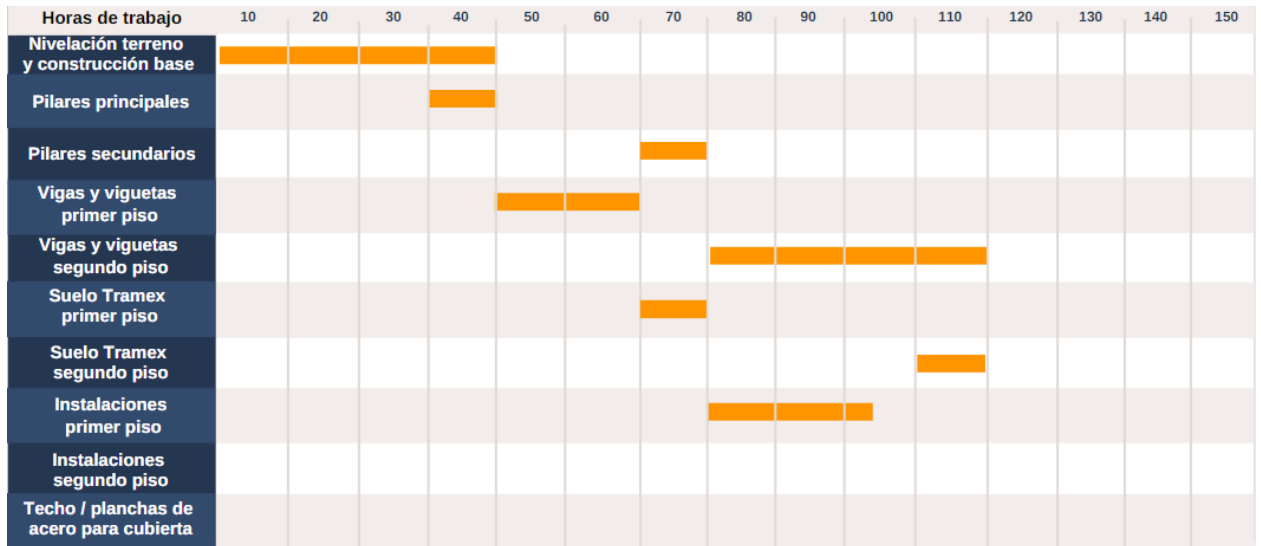 Horas de trabajo 10 20 30 40 50 60 70 80 90 100 110 120 130 140 150
Nivelación terreno
y construcción base
Pilares principales
Pilares secundarios
Vigas y viguetas
primer piso
Vigas y viguetas
segundo piso
Suelo Tramex
primer piso
Suelo Tramex
segundo piso
Instalaciones
primer piso
Instalaciones
segundo piso
Techo / planchas de
acero para cubierta